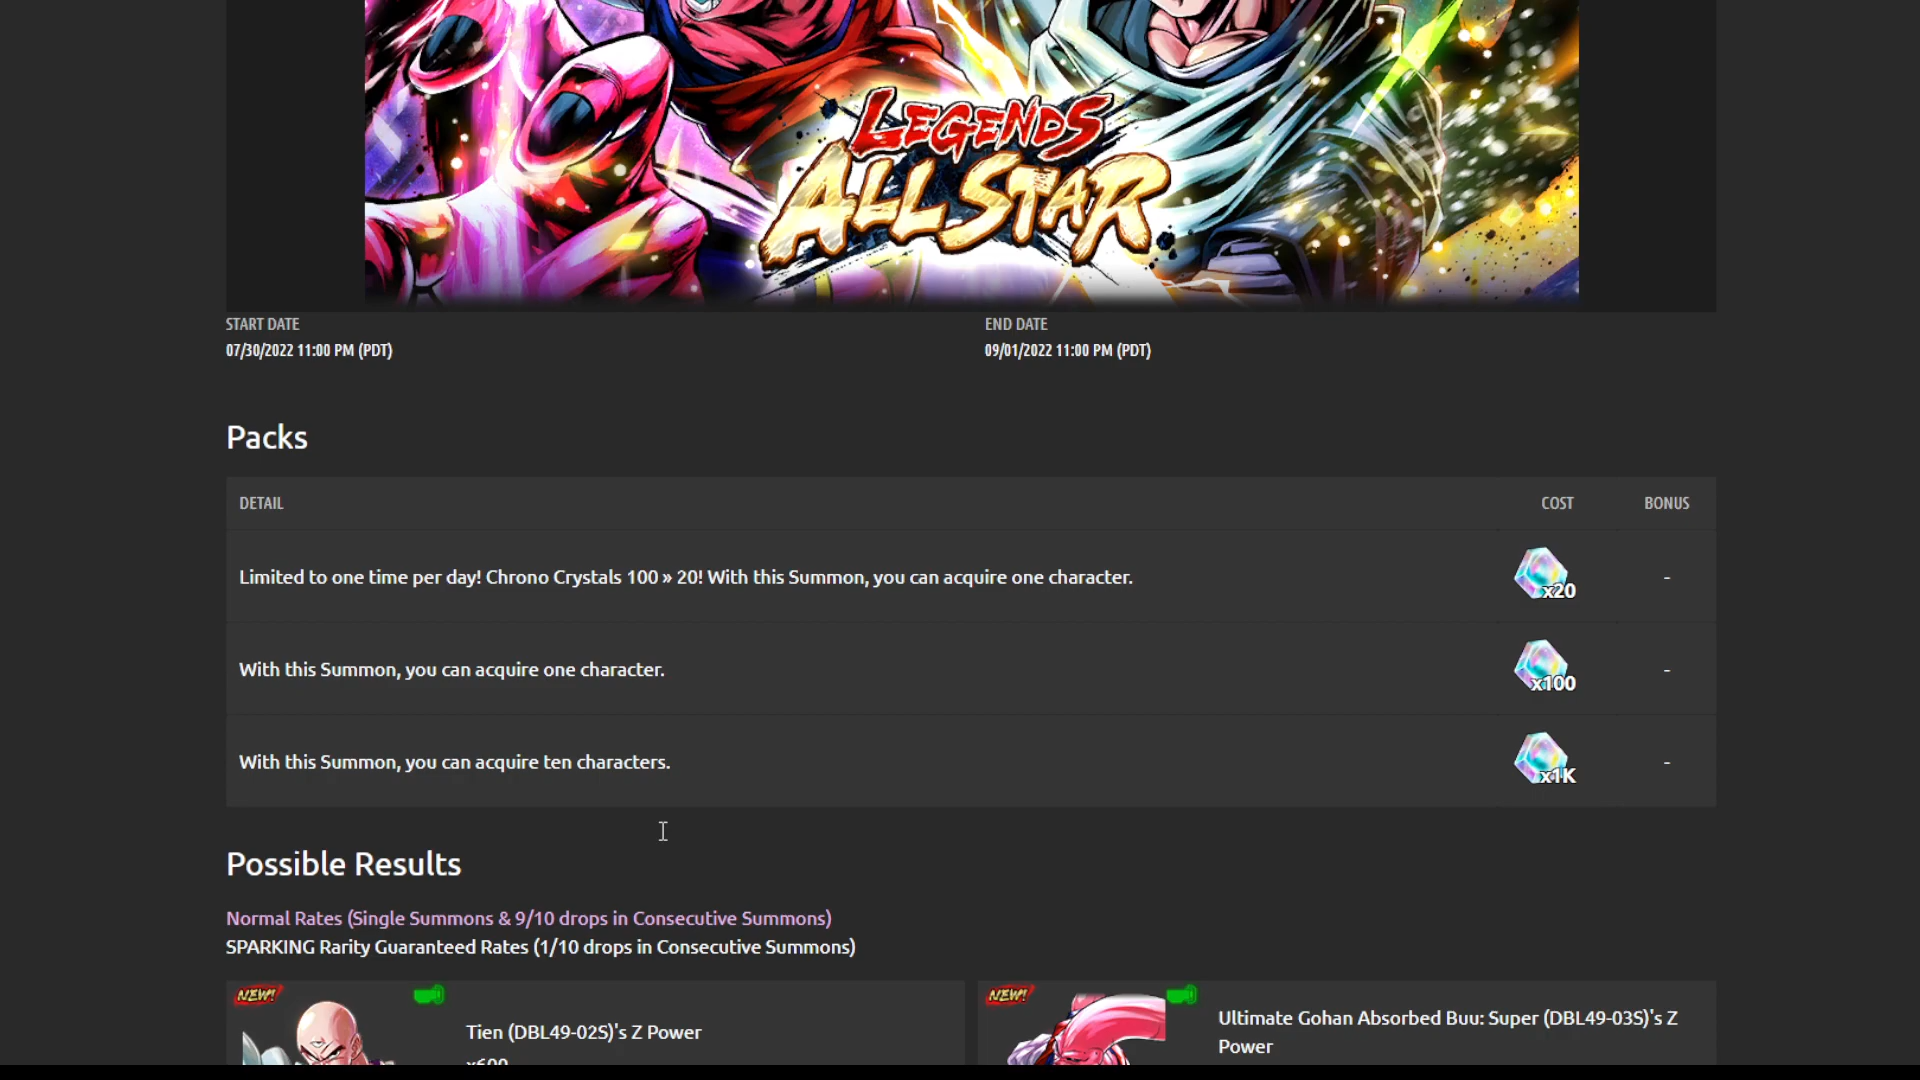 LEGENDS
ALL STAR
START DATE
END DATE
07/30/2022 11:00 PM (PDT)
09/01/2022 11:00 PM (PDT)
Packs
DETAIL
COST
BONUS
Limited to one time per day! Chrono Crystals 100 » 20! With this Summon, you can acquire one character.
x20
-
With this Summon, you can acquire one character.
x100
-
With this Summon, you can acquire ten characters.
x1K
-
Possible Results
Normal Rates (Single Summons & 9/10 drops in Consecutive Summons)
SPARKING Rarity Guaranteed Rates (1/10 drops in Consecutive Summons)
NEW!
Tien (DBL49-02S)'s Z Power
x600
NEW!
Ultimate Gohan Absorbed Buu: Super (DBL49-03S)'s Z
Power